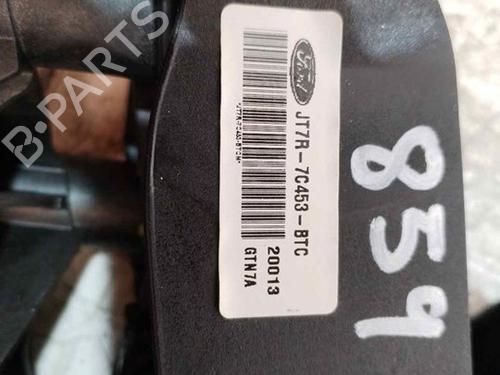 Ford
JT7R-7C453-BTC
20013
GTN7A
859
B-PARTS